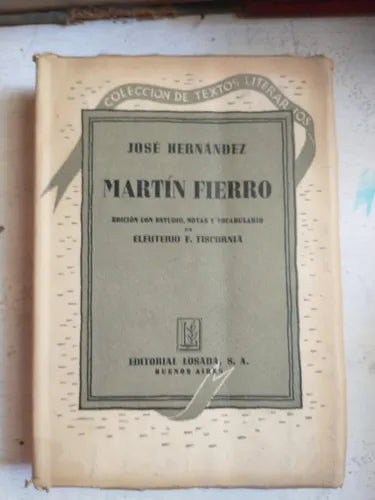 COLECCIÓN DE TEXTOS LITERARIOS
JOSÉ HERNÁNDEZ
MARTÍN FIERRO
EDICIÓN CON ESTUDIO, NOTAS Y VOCABULARIO
DE
ELEUTERIO F. TISCORNIA
EDITORIAL LOSADA, S. A.
BUENOS AIRES